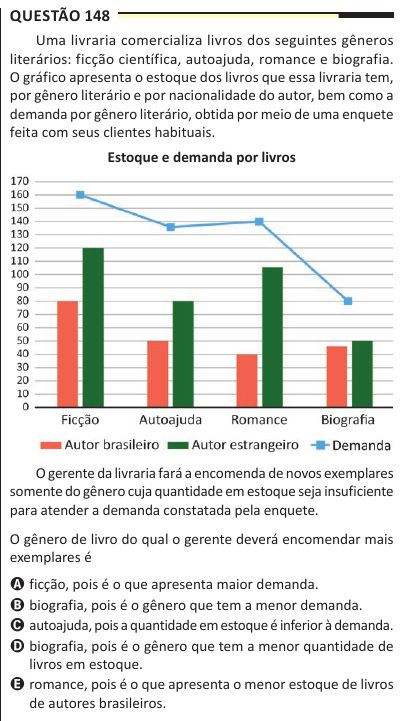 QUESTÃO 148
Uma livraria comercializa livros dos seguintes gêneros
literários: ficção científica, autoajuda, romance e biografia.
O gráfico apresenta o estoque dos livros que essa livraria tem,
por gênero literário e por nacionalidade do autor, bem como a
demanda por gênero literário, obtida por meio de uma enquete
feita com seus clientes habituais.
Estoque e demanda por livros
170
160
150
140
130
120
110
100
90
80
70
60
50
40
30
20
10
0
Ficção Autoajuda Romance Biografia
Autor brasileiro Autor estrangeiro Demanda
O gerente da livraria fará a encomenda de novos exemplares
somente do gênero cuja quantidade em estoque seja insuficiente
para atender a demanda constatada pela enquete.
O gênero de livro do qual o gerente deverá encomendar mais
exemplares é
A ficção, pois é o que apresenta maior demanda.
B biografia, pois é o gênero que tem a menor demanda.
C autoajuda, pois a quantidade em estoque é inferior à demanda.
D biografia, pois é o gênero que tem a menor quantidade de
livros em estoque.
E romance, pois é o que apresenta o menor estoque de livros
de autores brasileiros.